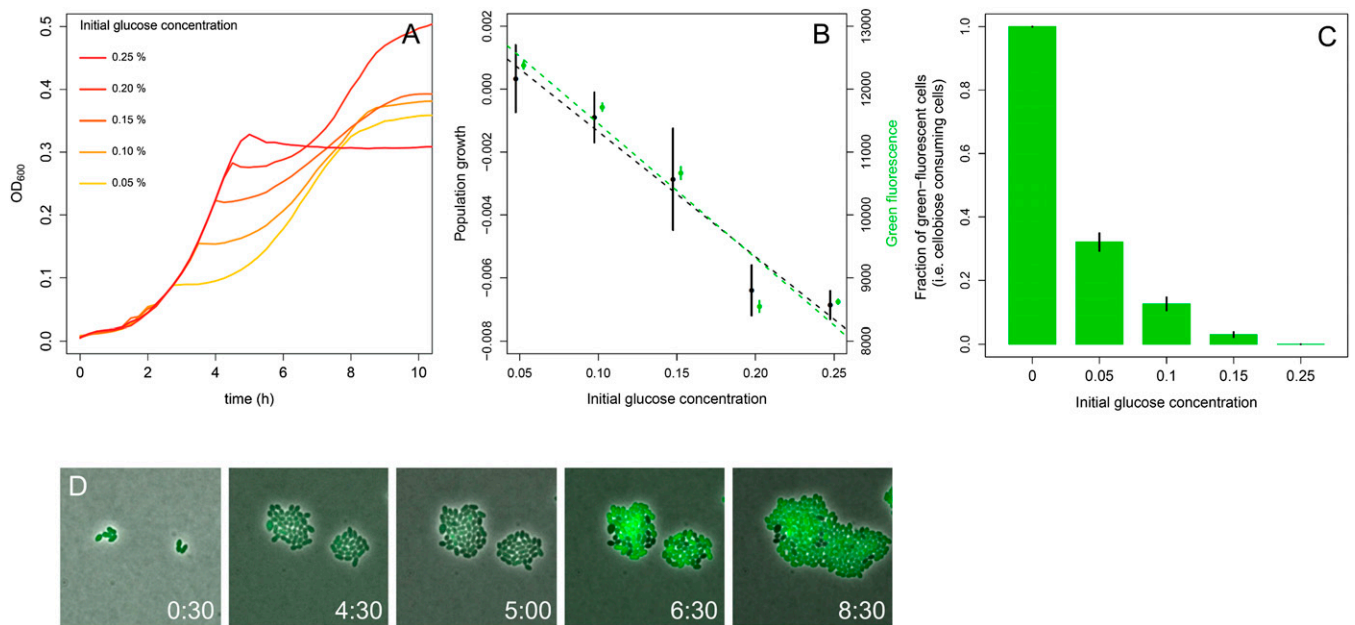 A
Initial glucose concentration
0.25 %
0.20 %
0.15 %
0.10 %
0.05 %
OD600
0.5
0.4
0.3
0.2
0.1
0.0
0 2 4 6 8 10
time (h)
B
Population growth
0.002
0.000
−0.002
−0.004
−0.006
−0.008
13000
12000
11000
10000
9000
8000
Green fluorescence
0.05 0.10 0.15 0.20 0.25
Initial glucose concentration
C
Fraction of green-fluorescent cells
(i.e. cellobiose consuming cells)
1.0
0.8
0.6
0.4
0.2
0.0
0 0.05 0.1 0.15 0.25
Initial glucose concentration
D
0:30 4:30 5:00 6:30 8:30